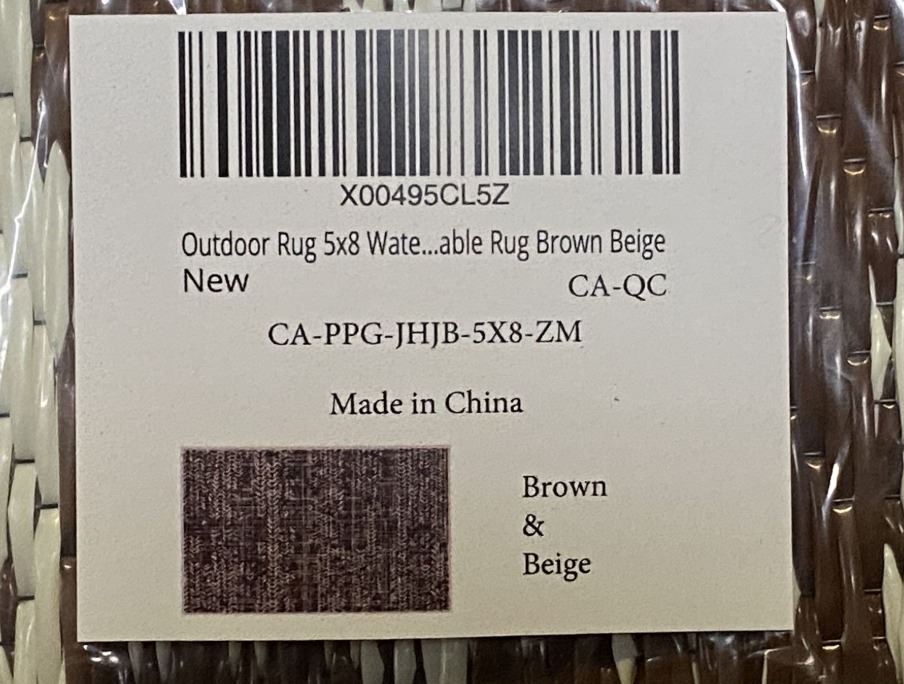 X00495CL5Z
Outdoor Rug 5x8 Wate...able Rug Brown Beige
New CA-QC
CA-PPG-JHJB-5X8-ZM
Made in China
Brown
&
Beige